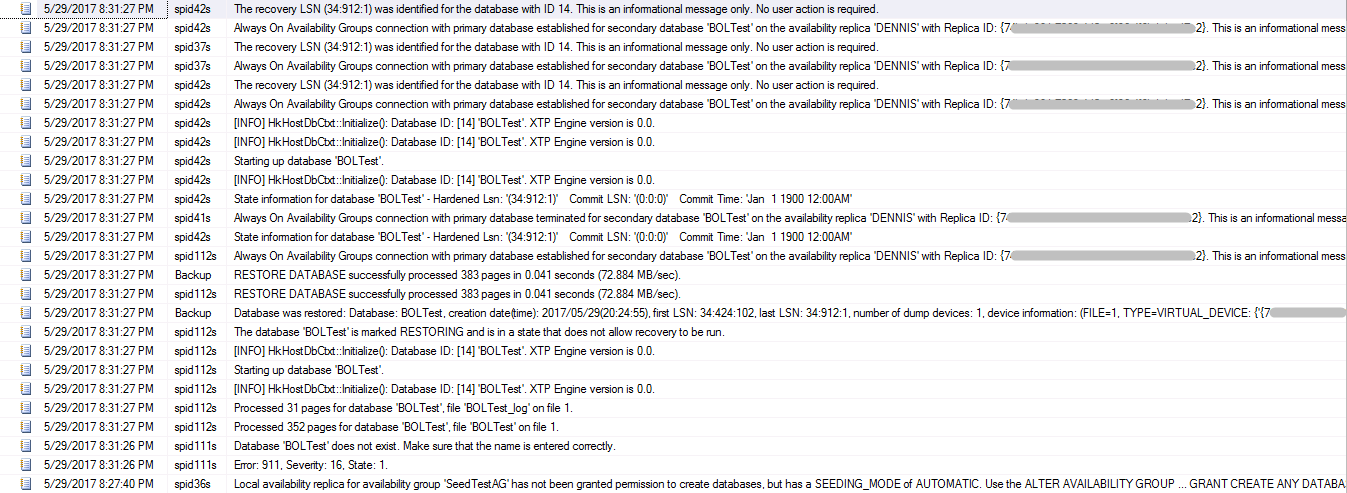 5/29/2017 8:31:27 PM spid42s The recovery LSN (34:912:1) was identified for the database with ID 14. This is an informational message only. No user action is required.
5/29/2017 8:31:27 PM spid42s Always On Availability Groups connection with primary database established for secondary database 'BOLTest' on the availability replica 'DENNIS' with Replica ID: {7 2}. This is an informational mess
5/29/2017 8:31:27 PM spid37s The recovery LSN (34:912:1) was identified for the database with ID 14. This is an informational message only. No user action is required.
5/29/2017 8:31:27 PM spid37s Always On Availability Groups connection with primary database established for secondary database 'BOLTest' on the availability replica 'DENNIS' with Replica ID: {7 2}. This is an informational mess
5/29/2017 8:31:27 PM spid42s The recovery LSN (34:912:1) was identified for the database with ID 14. This is an informational message only. No user action is required.
5/29/2017 8:31:27 PM spid42s Always On Availability Groups connection with primary database established for secondary database 'BOLTest' on the availability replica 'DENNIS' with Replica ID: {7 .2}. This is an informational mess
5/29/2017 8:31:27 PM spid42s [INFO] HkHostDbCtxt::Initialize(): Database ID: [14] 'BOLTest'. XTP Engine version is 0.0.
5/29/2017 8:31:27 PM spid42s [INFO] HkHostDbCtxt::Initialize(): Database ID: [14] 'BOLTest'. XTP Engine version is 0.0.
5/29/2017 8:31:27 PM spid42s Starting up database 'BOLTest'.
5/29/2017 8:31:27 PM spid42s [INFO] HkHostDbCtxt::Initialize(): Database ID: [14] 'BOLTest'. XTP Engine version is 0.0.
5/29/2017 8:31:27 PM spid42s State information for database 'BOLTest' - Hardened Lsn: '(34:912:1)' Commit LSN: '(0:0:0)' Commit Time: 'Jan 1 1900 12:00AM'
5/29/2017 8:31:27 PM spid41s Always On Availability Groups connection with primary database terminated for secondary database 'BOLTest' on the availability replica 'DENNIS' with Replica ID: {7 2}. This is an informational messa
5/29/2017 8:31:27 PM spid42s State information for database 'BOLTest' - Hardened Lsn: '(34:912:1)' Commit LSN: '(0:0:0)' Commit Time: 'Jan 1 1900 12:00AM'
5/29/2017 8:31:27 PM spid112s Always On Availability Groups connection with primary database established for secondary database 'BOLTest' on the availability replica 'DENNIS' with Replica ID: {7 2}. This is an informational mess
5/29/2017 8:31:27 PM Backup RESTORE DATABASE successfully processed 383 pages in 0.041 seconds (72.884 MB/sec).
5/29/2017 8:31:27 PM spid112s RESTORE DATABASE successfully processed 383 pages in 0.041 seconds (72.884 MB/sec).
5/29/2017 8:31:27 PM Backup Database was restored: Database: BOLTest, creation date(time): 2017/05/29(20:24:55), first LSN: 34:424:102, last LSN: 34:912:1, number of dump devices: 1, device information: (FILE=1, TYPE=VIRTUAL_DEVICE: {'{7
5/29/2017 8:31:27 PM spid112s The database 'BOLTest' is marked RESTORING and is in a state that does not allow recovery to be run.
5/29/2017 8:31:27 PM spid112s [INFO] HkHostDbCtxt::Initialize(): Database ID: [14] 'BOLTest'. XTP Engine version is 0.0.
5/29/2017 8:31:27 PM spid112s Starting up database 'BOLTest'.
5/29/2017 8:31:27 PM spid112s [INFO] HkHostDbCtxt::Initialize(): Database ID: [14] 'BOLTest'. XTP Engine version is 0.0.
5/29/2017 8:31:27 PM spid112s Processed 31 pages for database 'BOLTest', file 'BOLTest_log' on file 1.
5/29/2017 8:31:27 PM spid112s Processed 352 pages for database 'BOLTest', file 'BOLTest' on file 1.
5/29/2017 8:31:26 PM spid111s Database 'BOLTest' does not exist. Make sure that the name is entered correctly.
5/29/2017 8:31:26 PM spid111s Error: 911, Severity: 16, State: 1.
5/29/2017 8:27:40 PM spid36s Local availability replica for availability group 'SeedTestAG' has not been granted permission to create databases, but has a SEEDING_MODE of AUTOMATIC. Use the ALTER AVAILABILITY GROUP ... GRANT CREATE ANY DATABA